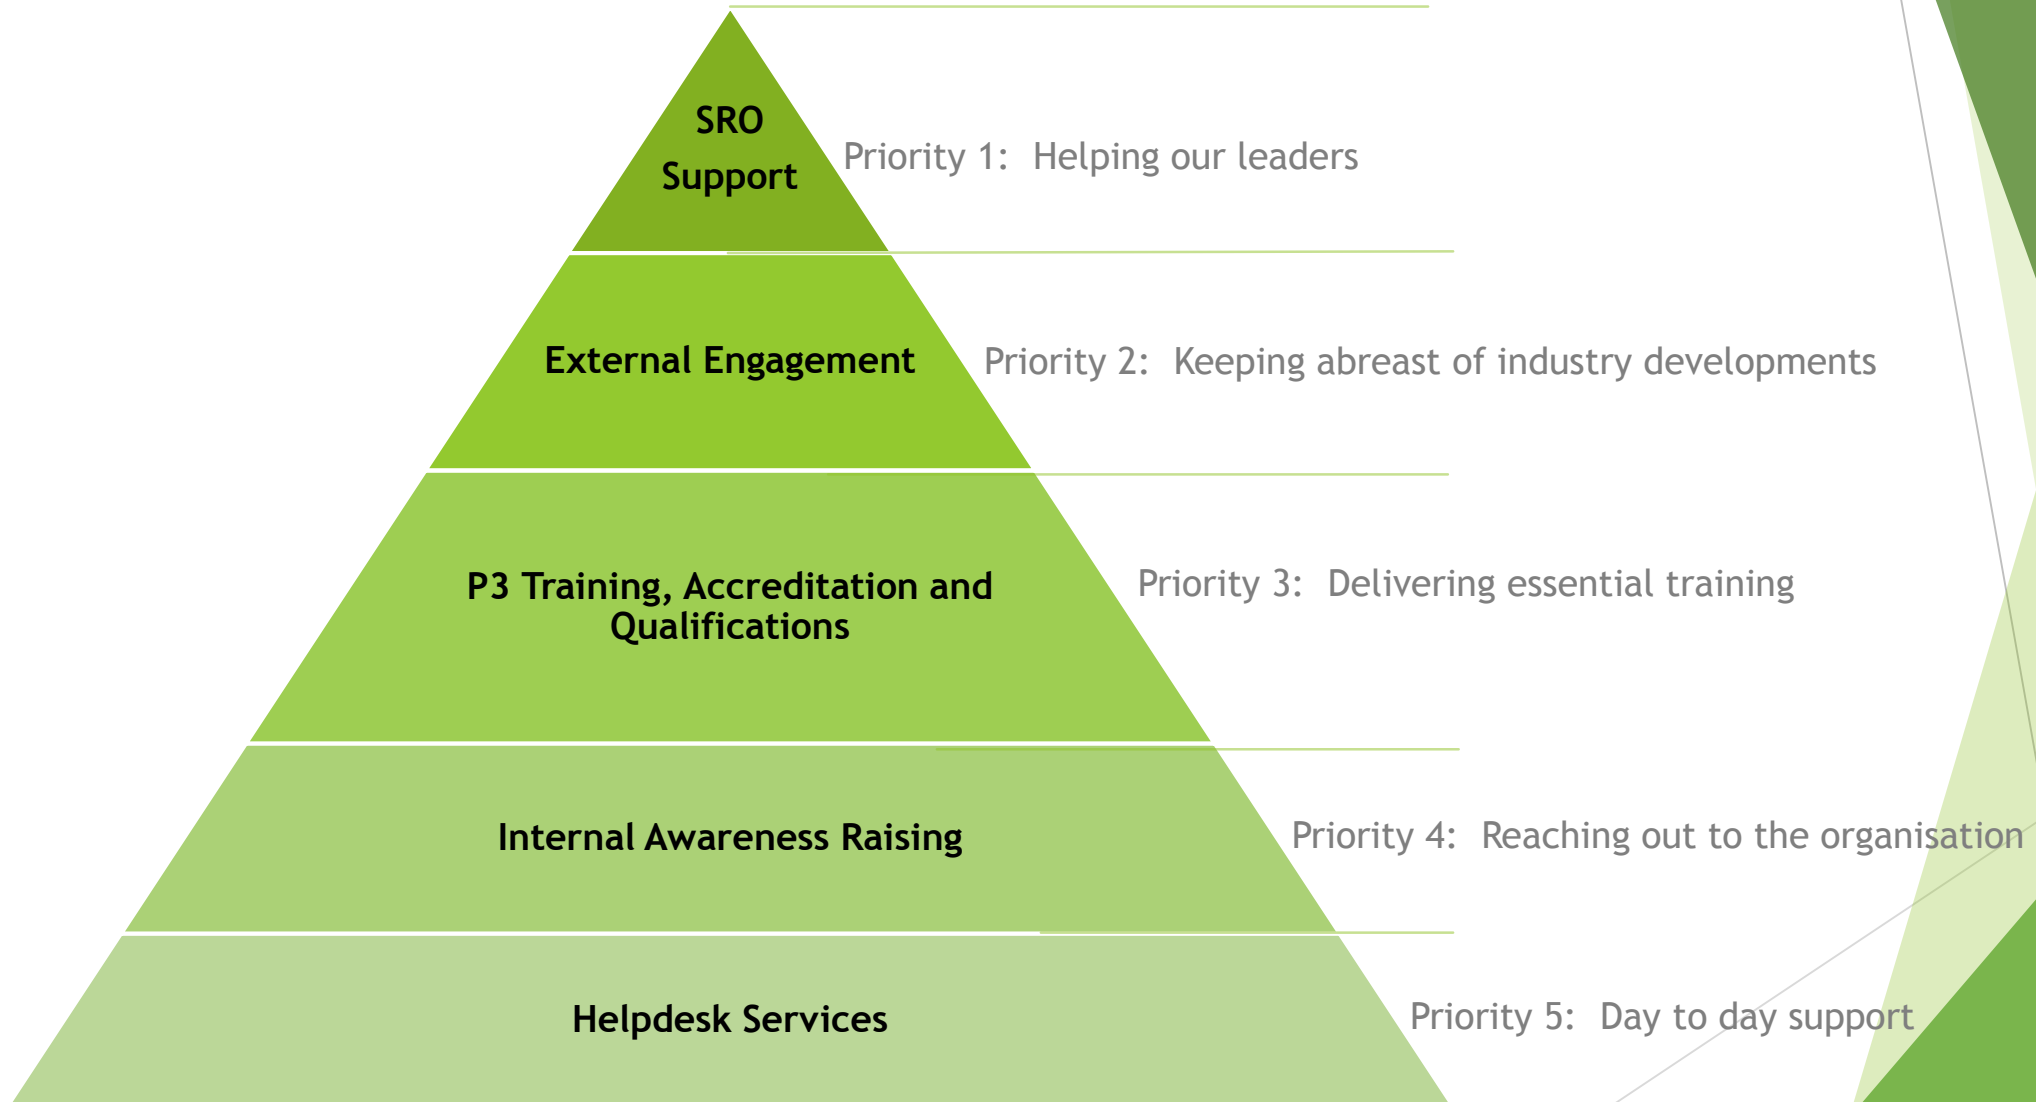 SRO
Support
Priority 1:  Helping our leaders
External Engagement
Priority 2:  Keeping abreast of industry developments
P3 Training, Accreditation and
Qualifications
Priority 3:  Delivering essential training
Internal Awareness Raising
Priority 4:  Reaching out to the organisation
Helpdesk Services
Priority 5:  Day to day support